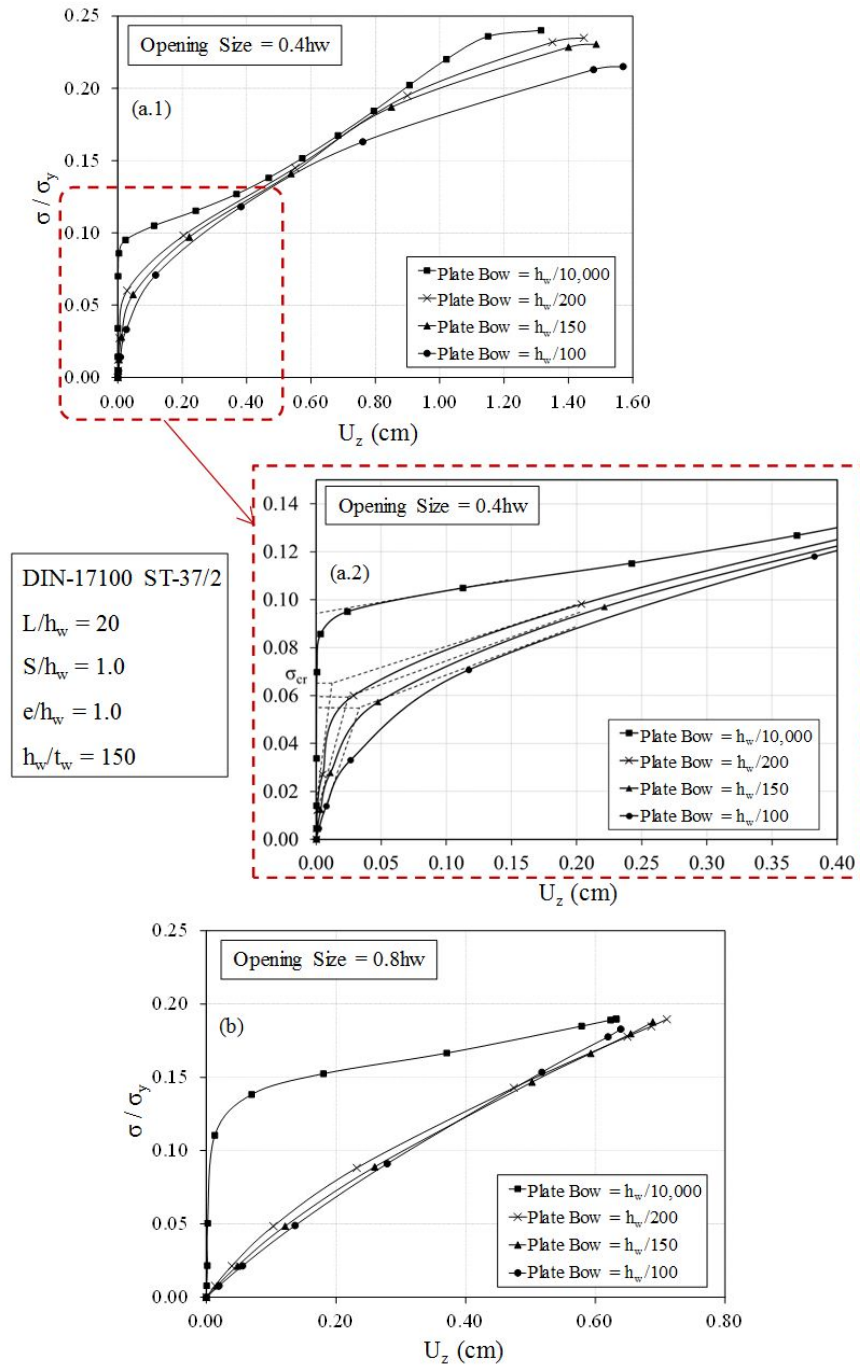 Opening Size = 0.4hw
(a.1)
0.25
0.20
0.15
0.10
0.05
0.00
σ / σy
Plate Bow = hw/10,000
Plate Bow = hw/200
Plate Bow = hw/150
Plate Bow = hw/100
0.00 0.20 0.40 0.60 0.80 1.00 1.20 1.40 1.60
Uz (cm)
Opening Size = 0.4hw
(a.2)
0.14
0.12
0.10
0.08
σcr
0.06
0.04
0.02
0.00
Plate Bow = hw/10,000
Plate Bow = hw/200
Plate Bow = hw/150
Plate Bow = hw/100
0.00 0.05 0.10 0.15 0.20 0.25 0.30 0.35 0.40
Uz (cm)
DIN-17100 ST-37/2
L/hw = 20
S/hw = 1.0
e/hw = 1.0
hw/tw = 150
Opening Size = 0.8hw
(b)
0.25
0.20
0.15
0.10
0.05
0.00
σ / σy
Plate Bow = hw/10,000
Plate Bow = hw/200
Plate Bow = hw/150
Plate Bow = hw/100
0.00 0.20 0.40 0.60 0.80
Uz (cm)